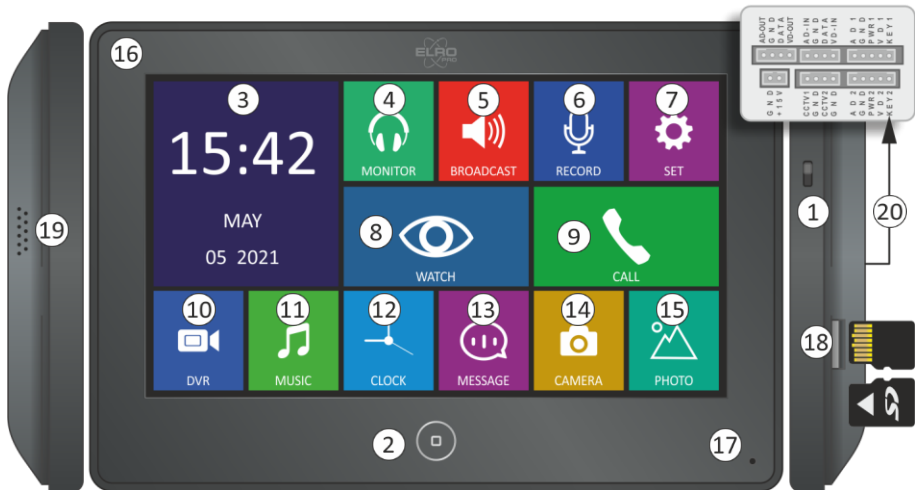 16
ELRO
PRO
3
15:42
MAY
05 2021
4
MONITOR
5
BROADCAST
6
RECORD
7
SET
8
WATCH
9
CALL
10
DVR
11
MUSIC
12
CLOCK
13
MESSAGE
14
CAMERA
15
PHOTO
2
17
19
1
20
18
AD-OUT
GND
DATA
VD-OUT
AD-IN
GND
DATA
VD-IN
AD1
GND
PWR1
VD1
KEY1
GND
+15V
CCTV1
GND
CCTV2
GND
AD2
GND
PWR2
VD2
KEY2